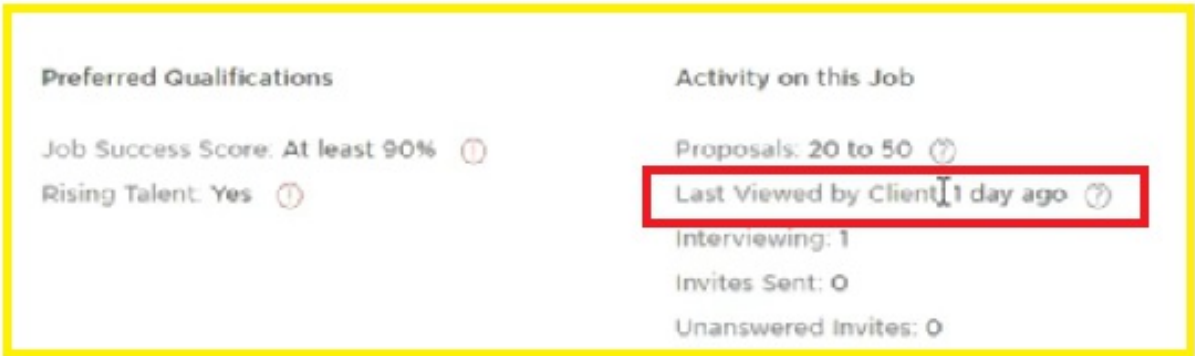 Preferred Qualifications
Job Success Score: At least 90%
Rising Talent: Yes
Activity on this Job
Proposals: 20 to 50
Last Viewed by Client: 1 day ago
Interviewing: 1
Invites Sent: 0
Unanswered Invites: 0